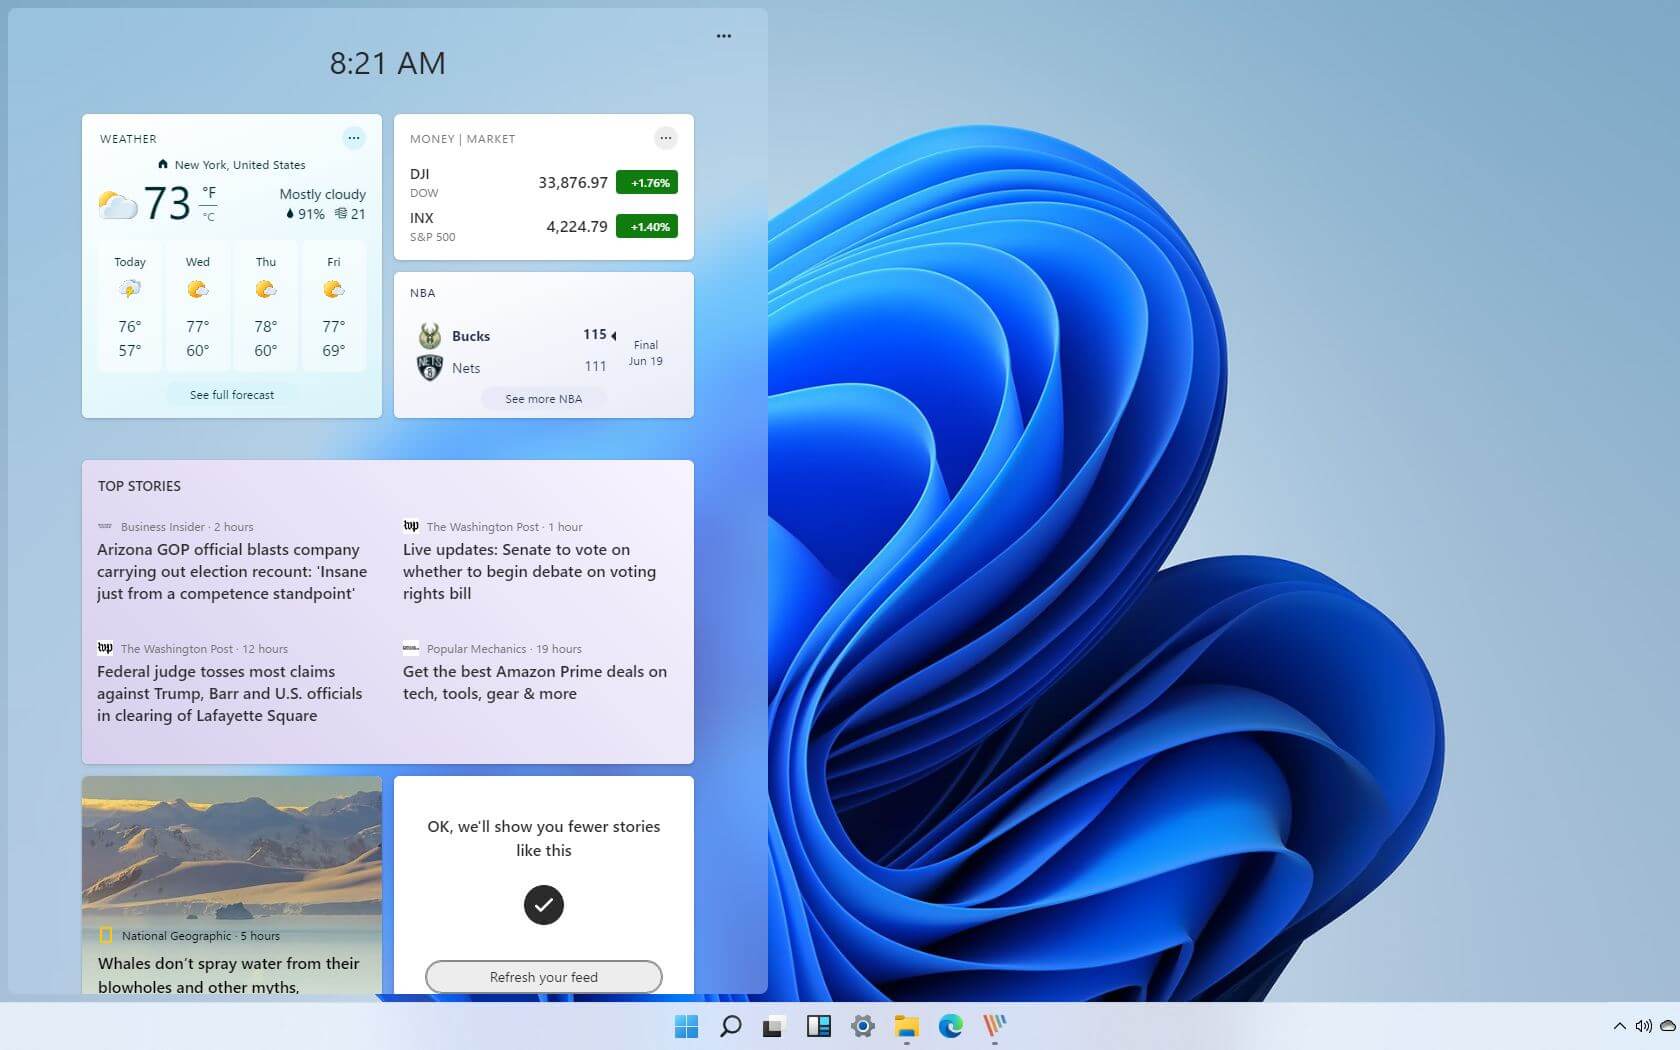 8:21 AM
WEATHER
New York, United States
73 °F
°C
Mostly cloudy
91% 21
Today Wed Thu Fri
76° 77° 78° 77°
57° 60° 60° 69°
See full forecast
MONEY | MARKET
DJI
DOW
33,876.97 +1.76%
INX
S&P 500
4,224.79 +1.40%
NBA
Bucks 115
Nets 111
Final
Jun 19
See more NBA
TOP STORIES
Business Insider · 2 hours
Arizona GOP official blasts company
carrying out election recount: 'Insane
just from a competence standpoint'
wp The Washington Post · 1 hour
Live updates: Senate to vote on
whether to begin debate on voting
rights bill
wp The Washington Post · 12 hours
Federal judge tosses most claims
against Trump, Barr and U.S. officials
in clearing of Lafayette Square
Popular Mechanics · 19 hours
Get the best Amazon Prime deals on
tech, tools, gear & more
National Geographic · 5 hours
Whales don't spray water from their
blowholes and other myths,
OK, we'll show you fewer stories
like this
Refresh your feed